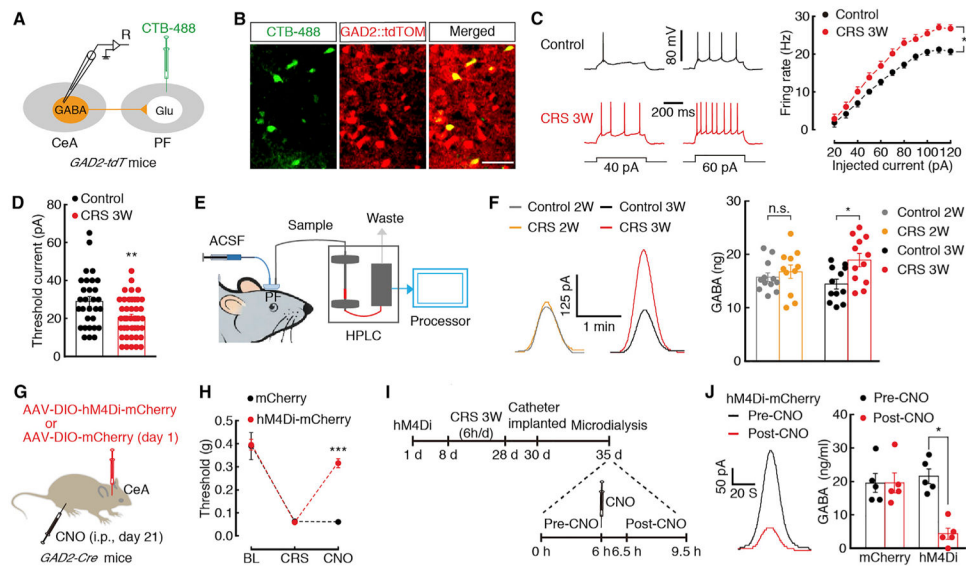 A
CTB-488
R
GABA
Glu
CeA
PF
GAD2-tdT mice
B
CTB-488
GAD2::tdTOM
Merged
C
Control
CRS 3W
80 mV
200 ms
40 pA
60 pA
Control
CRS 3W
Firing rate (Hz)
30
20
10
0
*
20
40
60
80
100
120
Injected current (pA)
D
Control
CRS 3W
Threshold current (pA)
80
60
40
20
0
**
E
ACSF
Sample
Waste
PF
HPLC
Processor
F
Control 2W
Control 3W
CRS 2W
CRS 3W
125 pA
1 min
GABA (ng)
30
20
10
0
n.s.
*
Control 2W
CRS 2W
Control 3W
CRS 3W
G
AAV-DIO-hM4Di-mCherry
or
AAV-DIO-mCherry (day 1)
CeA
CNO (i.p., day 21)
GAD2-Cre mice
H
mCherry
hM4Di-mCherry
Threshold (g)
0.5
0.4
0.3
0.2
0.1
0.0
***
BL
CRS
CNO
I
hM4Di
CRS 3W
(6h/d)
Catheter
implanted
Microdialysis
1 d
8 d
28 d
30 d
35 d
CNO
Pre-CNO
Post-CNO
0 h
6 h
6.5 h
9.5 h
J
hM4Di-mCherry
Pre-CNO
Post-CNO
50 pA
20 S
Pre-CNO
Post-CNO
GABA (ng/ml)
40
30
20
10
0
*
mCherry
hM4Di